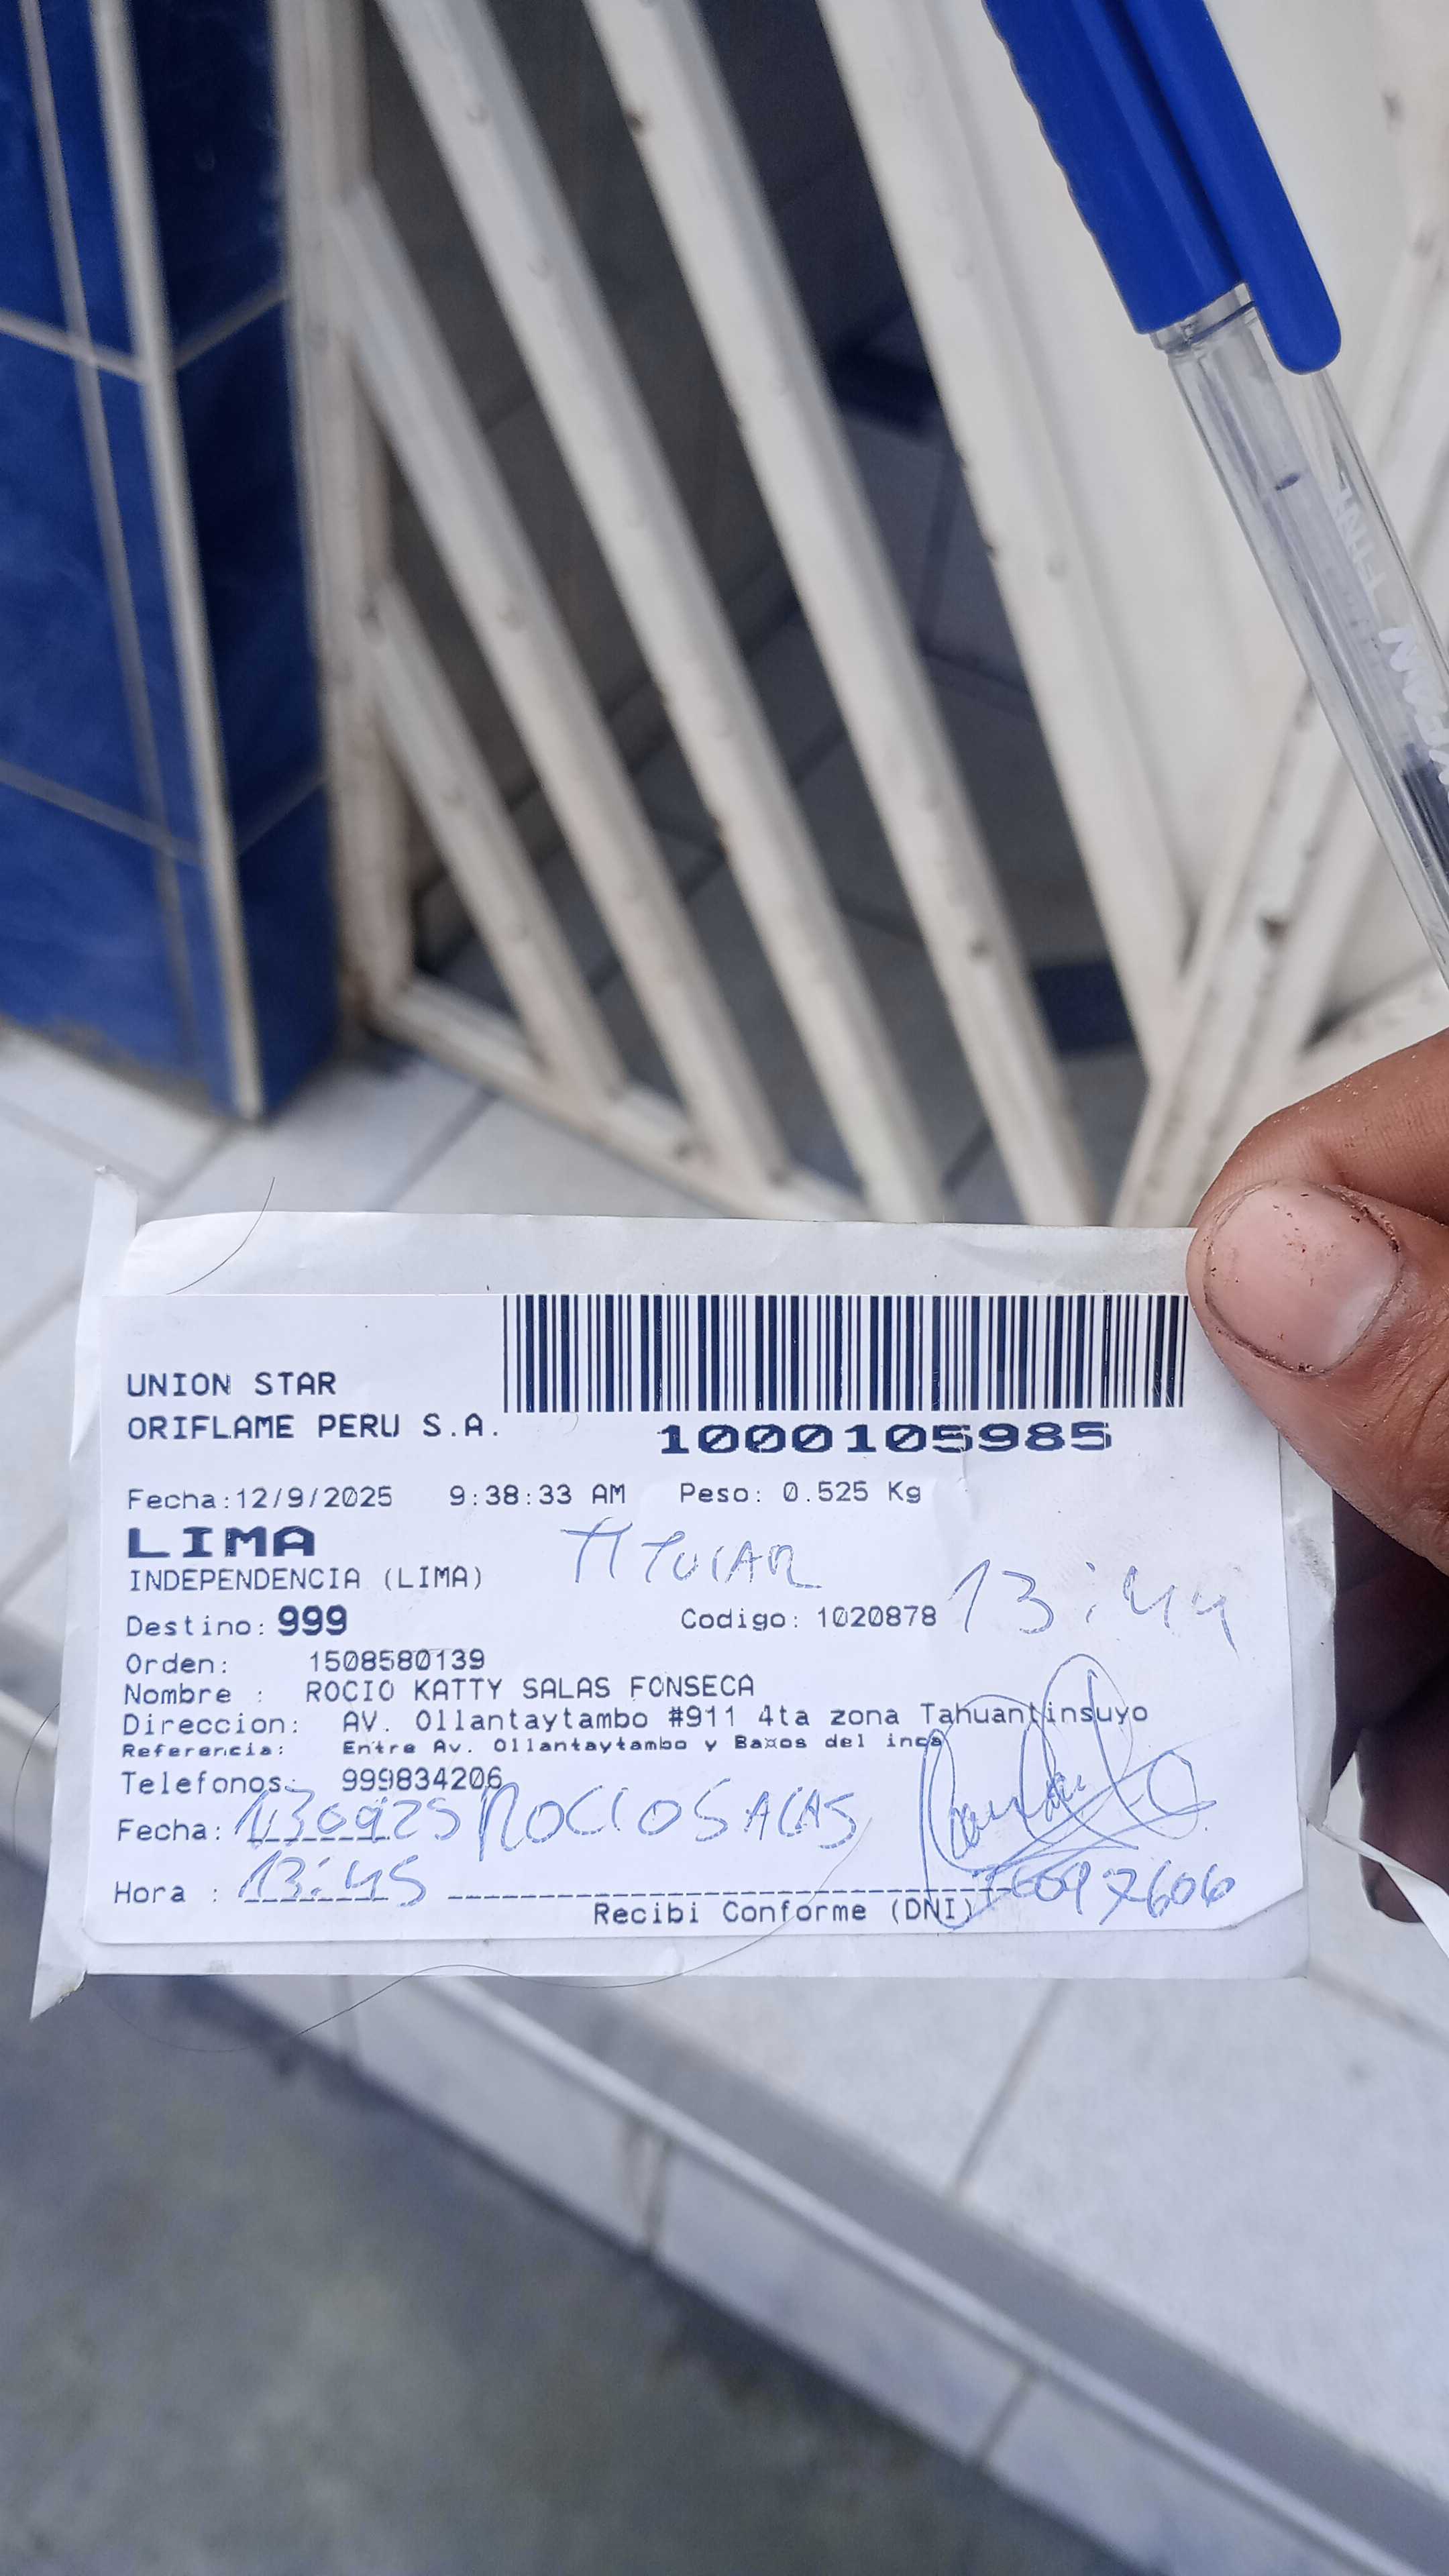 UNION STAR
ORIFLAME PERU S.A.
1000105985
Fecha:12/9/2025 9:38:33 AM Peso: 0.525 Kg
LIMA
TITULAR
INDEPENDENCIA (LIMA)
13:44
Destino: 999 Codigo: 1020878
Orden: 1508580139
Nombre : ROCIO KATTY SALAS FONSECA
Direccion: AV. Ollantaytambo #911 4ta zona Tahuantinsuyo
Referencia: Entre Av. Ollantaytambo y Baños del inca
Telefonos: 999834206
Fecha: ROCIO SALAS
Hora : 13:45
Recibi Conforme (DNI)